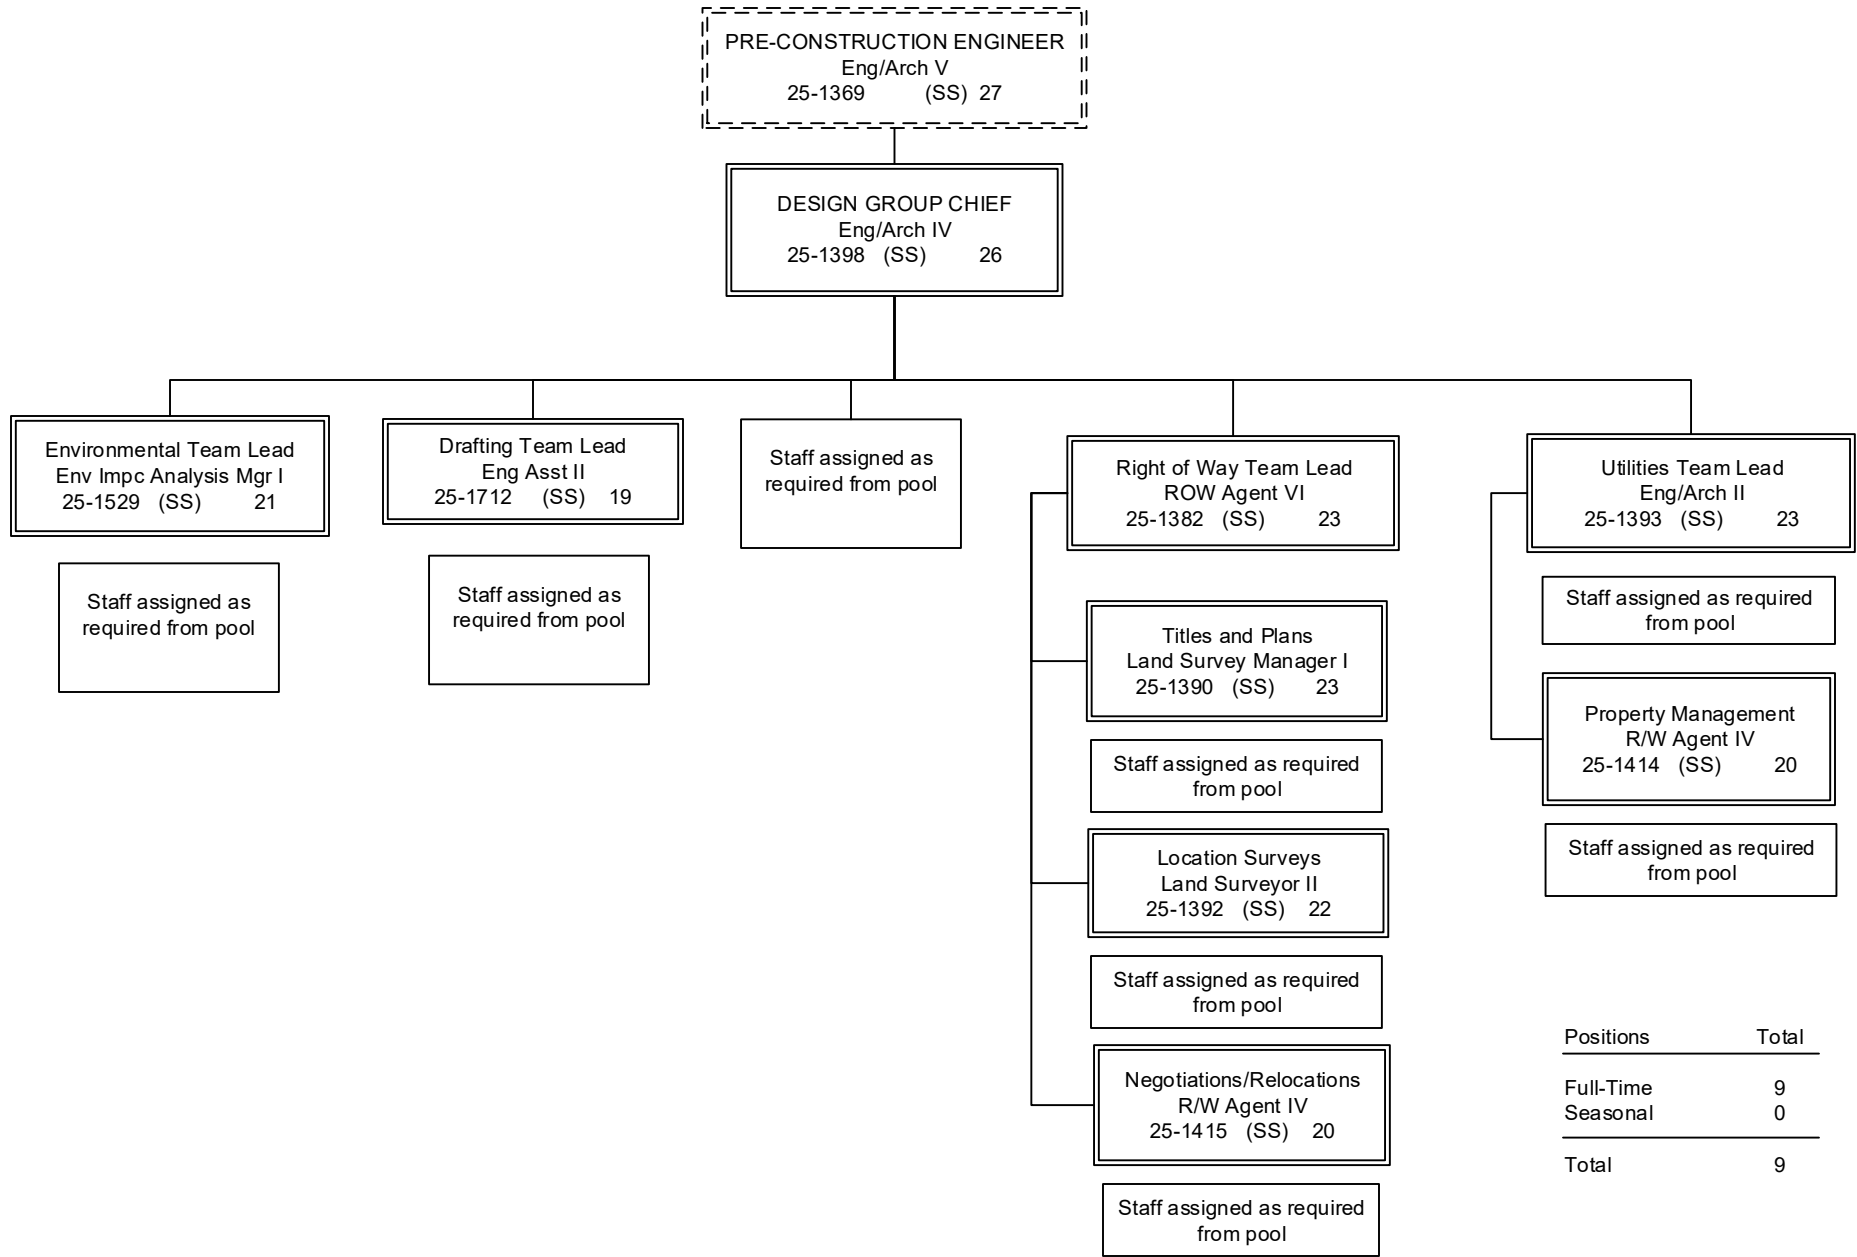 PRE-CONSTRUCTION ENGINEER
Eng/Arch V
25-1369 (SS) 27
DESIGN GROUP CHIEF
Eng/Arch IV
25-1398 (SS) 26
Environmental Team Lead
Env Impc Analysis Mgr I
25-1529 (SS) 21
Staff assigned as
required from pool
Drafting Team Lead
Eng Asst II
25-1712 (SS) 19
Staff assigned as
required from pool
Staff assigned as
required from pool
Right of Way Team Lead
ROW Agent VI
25-1382 (SS) 23
Titles and Plans
Land Survey Manager I
25-1390 (SS) 23
Staff assigned as required
from pool
Location Surveys
Land Surveyor II
25-1392 (SS) 22
Staff assigned as required
from pool
Negotiations/Relocations
R/W Agent IV
25-1415 (SS) 20
Staff assigned as required
from pool
Utilities Team Lead
Eng/Arch II
25-1393 (SS) 23
Staff assigned as required
from pool
Property Management
R/W Agent IV
25-1414 (SS) 20
Staff assigned as required
from pool
Positions Total
Full-Time 9
Seasonal 0
Total 9